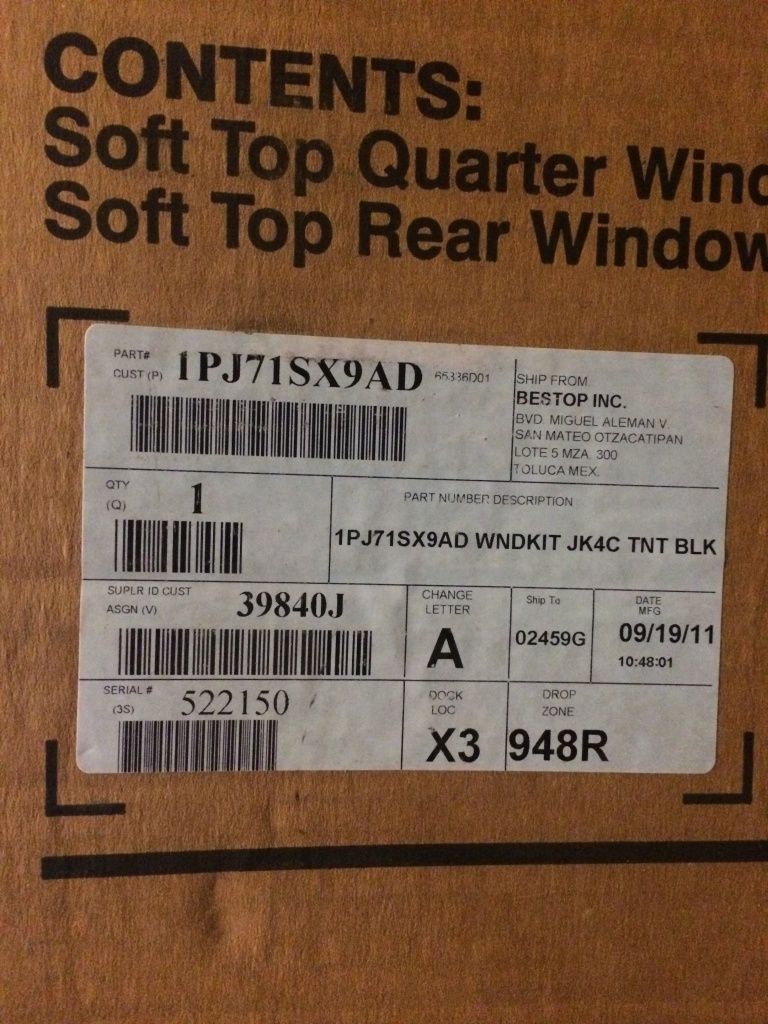 CONTENTS:
Soft Top Quarter Wind
Soft Top Rear Window
PART#
CUST (P)
1PJ71SX9AD
66336D01
SHIP FROM
BESTOP INC.
BVD. MIGUEL ALEMAN V.
SAN MATEO OTZACATIPAN
LOTE 5 MZA. 300
TOLUCA MEX.
QTY
(Q)
1
PART NUMBER DESCRIPTION
1PJ71SX9AD WNDKIT JK4C TNT BLK
SUPLR ID CUST
ASGN (V)
39840J
CHANGE
LETTER
A
Ship To
02459G
DATE
MFG
09/19/11
10:48:01
SERIAL #
(3S)
522150
DOCK
LOC
X3
DROP
ZONE
948R